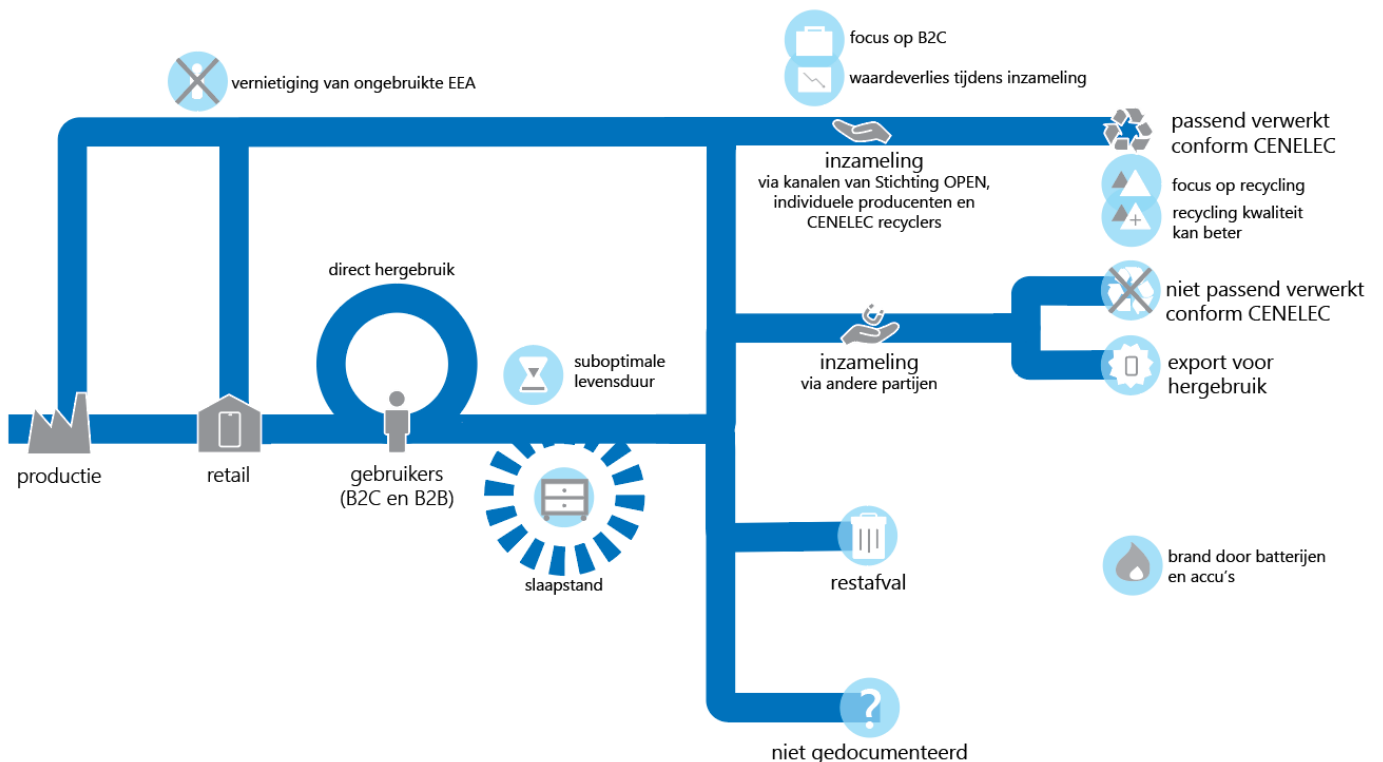 focus op B2C
vernietiging van ongebruikte EEA
waardeverlies tijdens inzameling
passend verwerkt
conform CENELEC
inzameling
via kanalen van Stichting OPEN,
individuele producenten en
CENELEC recyclers
focus op recycling
recycling kwaliteit
kan beter
direct hergebruik
niet passend verwerkt
conform CENELEC
suboptimale
levensduur
inzameling
via andere partijen
export voor
hergebruik
productie
retail
gebruikers
(B2C en B2B)
slaapstand
restafval
brand door batterijen
en accu's
?
niet gedocumenteerd